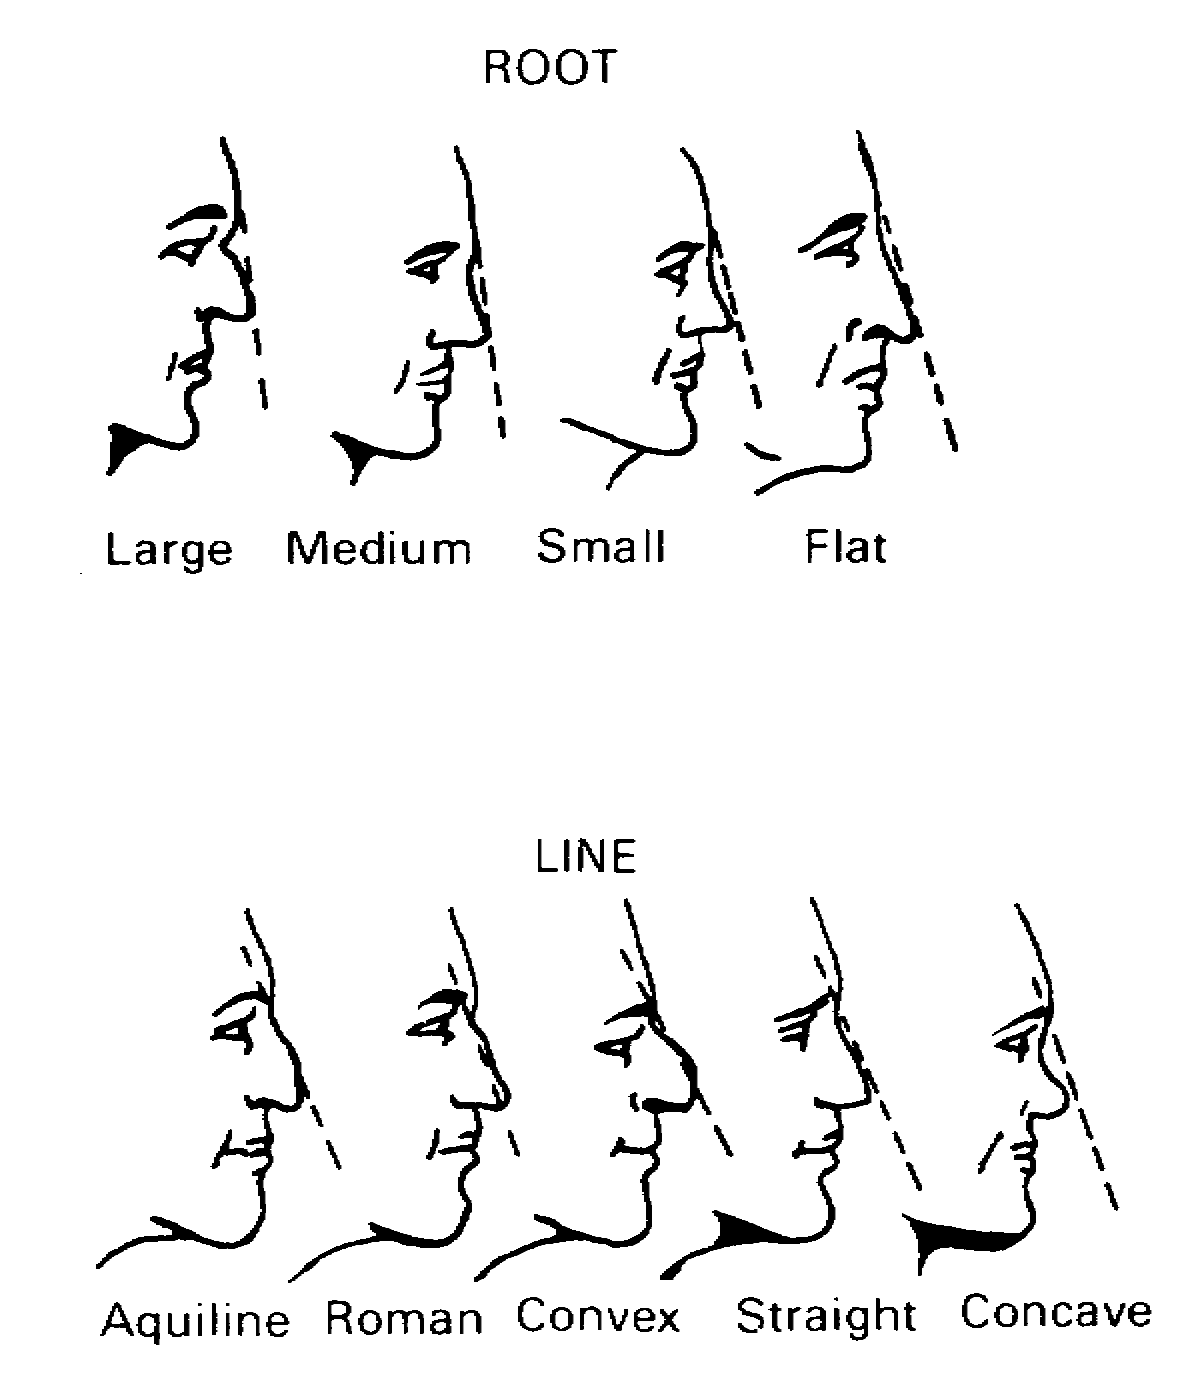 ROOT
Large Medium Small Flat
LINE
Aquiline Roman Convex Straight Concave